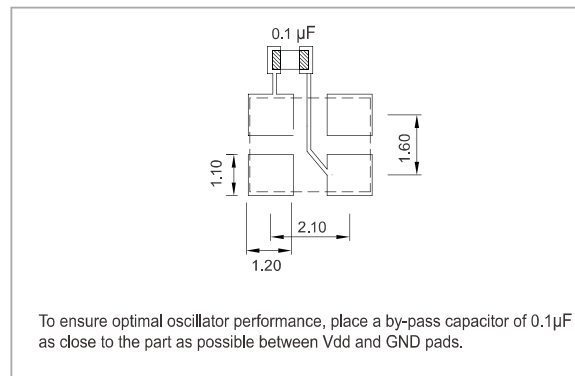 0.1 µF
1.60
1.10
2.10
1.20
To ensure optimal oscillator performance, place a by-pass capacitor of 0.1µF
as close to the part as possible between Vdd and GND pads.